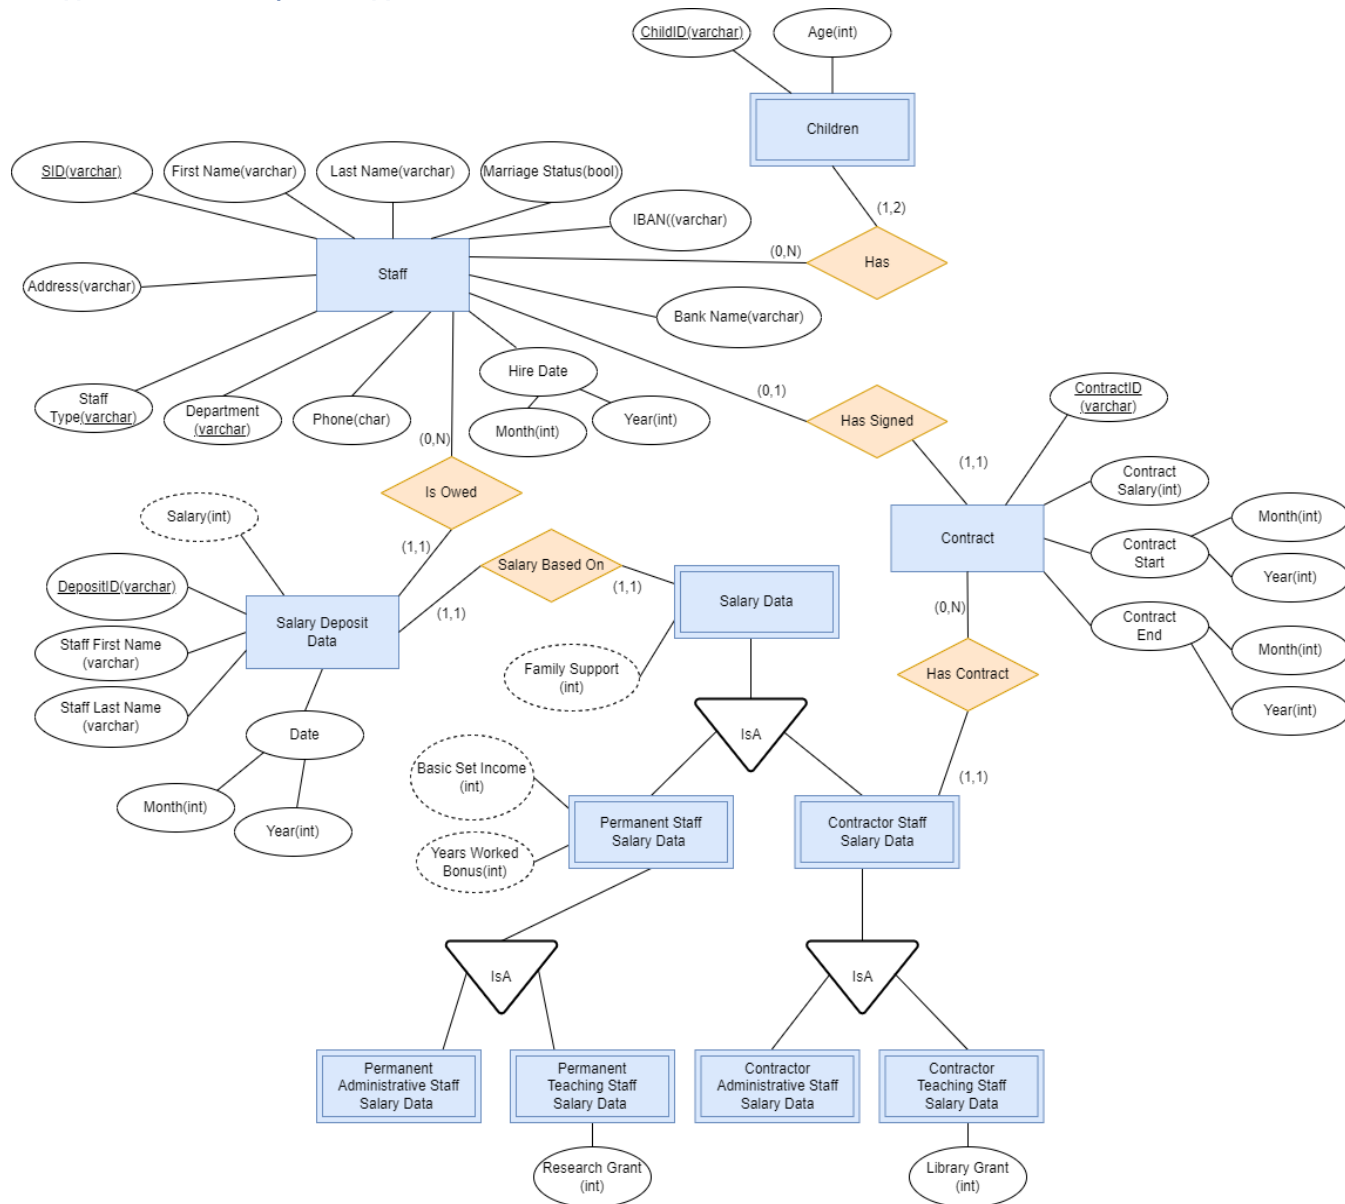 ChildID(varchar)
Age(int)
Children
SID(varchar)
First Name(varchar)
Last Name(varchar)
Marriage Status(bool)
IBAN((varchar)
(1,2)
(0,N)
Has
Staff
Address(varchar)
Bank Name(varchar)
Hire Date
Month(int)
Year(int)
Staff
Type(varchar)
Department
(varchar)
Phone(char)
(0,N)
(0,1)
Has Signed
ContractID
(varchar)
(1,1)
Is Owed
Contract
Salary(int)
Contract
Contract
Start
Month(int)
Year(int)
Contract
End
Month(int)
Year(int)
Salary(int)
(1,1)
Salary Based On
(1,1)
(1,1)
Salary Data
DepositID(varchar)
Salary Deposit
Data
Staff First Name
(varchar)
Staff Last Name
(varchar)
Date
Month(int)
Year(int)
Family Support
(int)
(0,N)
Has Contract
(1,1)
IsA
Basic Set Income
(int)
Years Worked
Bonus(int)
Permanent Staff
Salary Data
Contractor Staff
Salary Data
IsA
IsA
Permanent
Administrative Staff
Salary Data
Permanent
Teaching Staff
Salary Data
Contractor
Administrative Staff
Salary Data
Contractor
Teaching Staff
Salary Data
Research Grant
(int)
Library Grant
(int)